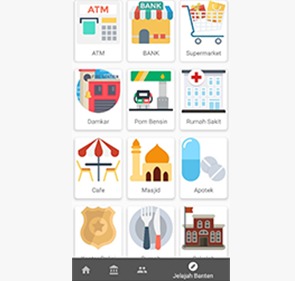 ATM
BANK
ATM
BANK
Supermarket
Damkar
Pom Bensin
Rumah Sakit
Cafe
Masjid
Apotek
Jelajah Banten